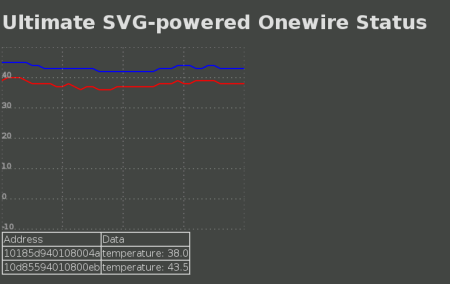 Ultimate SVG-powered Onewire Status
40
30
20
10
0
-10
Address Data
10185d940108004a temperature: 38.0
10d85594010800eb temperature: 43.5